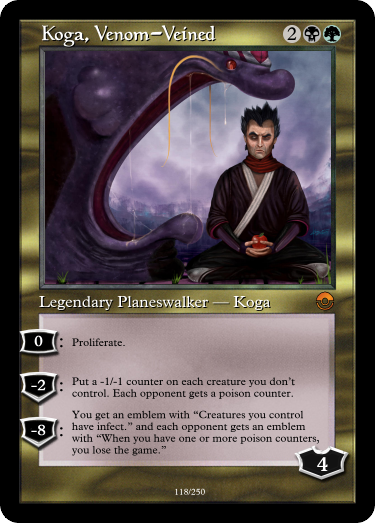 Koga, Venom-Veined 2
Legendary Planeswalker — Koga
0: Proliferate.
-2: Put a -1/-1 counter on each creature you don't
control. Each opponent gets a poison counter.
-8: You get an emblem with “Creatures you control
have infect.” and each opponent gets an emblem
with “When you have one or more poison counters,
you lose the game.”
4
118/250